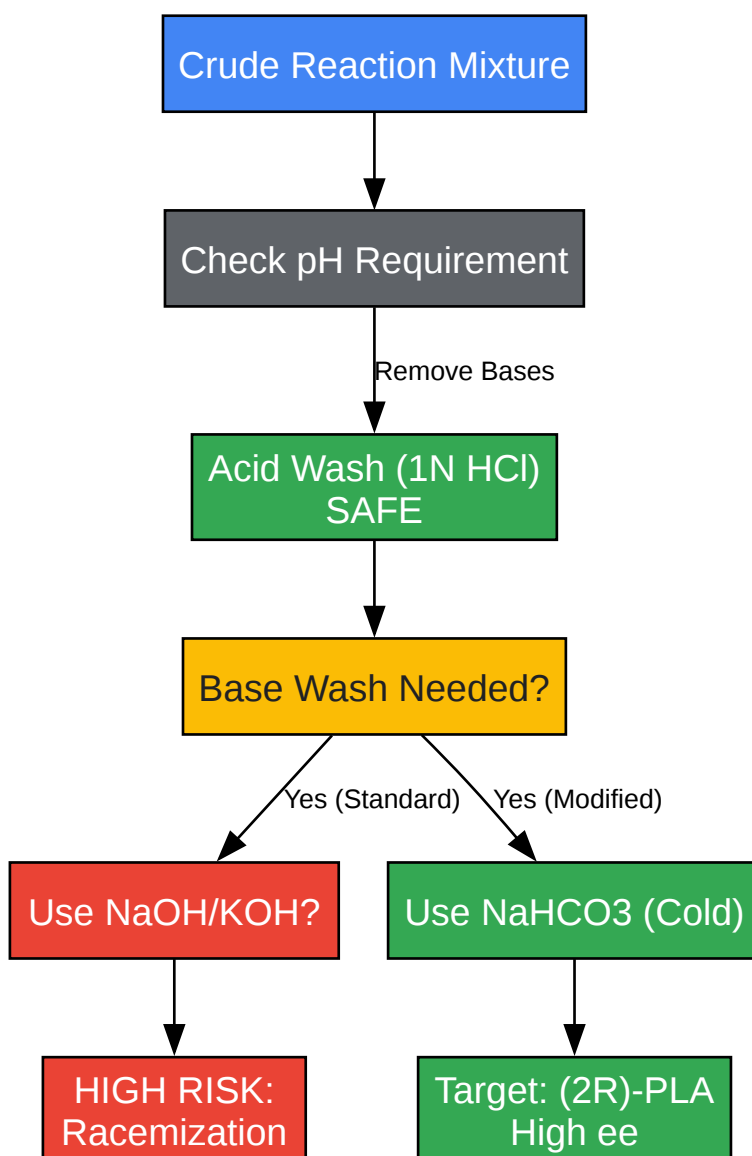 Crude Reaction Mixture
Check pH Requirement
Remove Bases
Acid Wash (1N HCl)
SAFE
Base Wash Needed?
Yes (Standard)
Yes (Modified)
Use NaOH/KOH?
Use NaHCO3 (Cold)
HIGH RISK:
Racemization
Target: (2R)-PLA
High ee